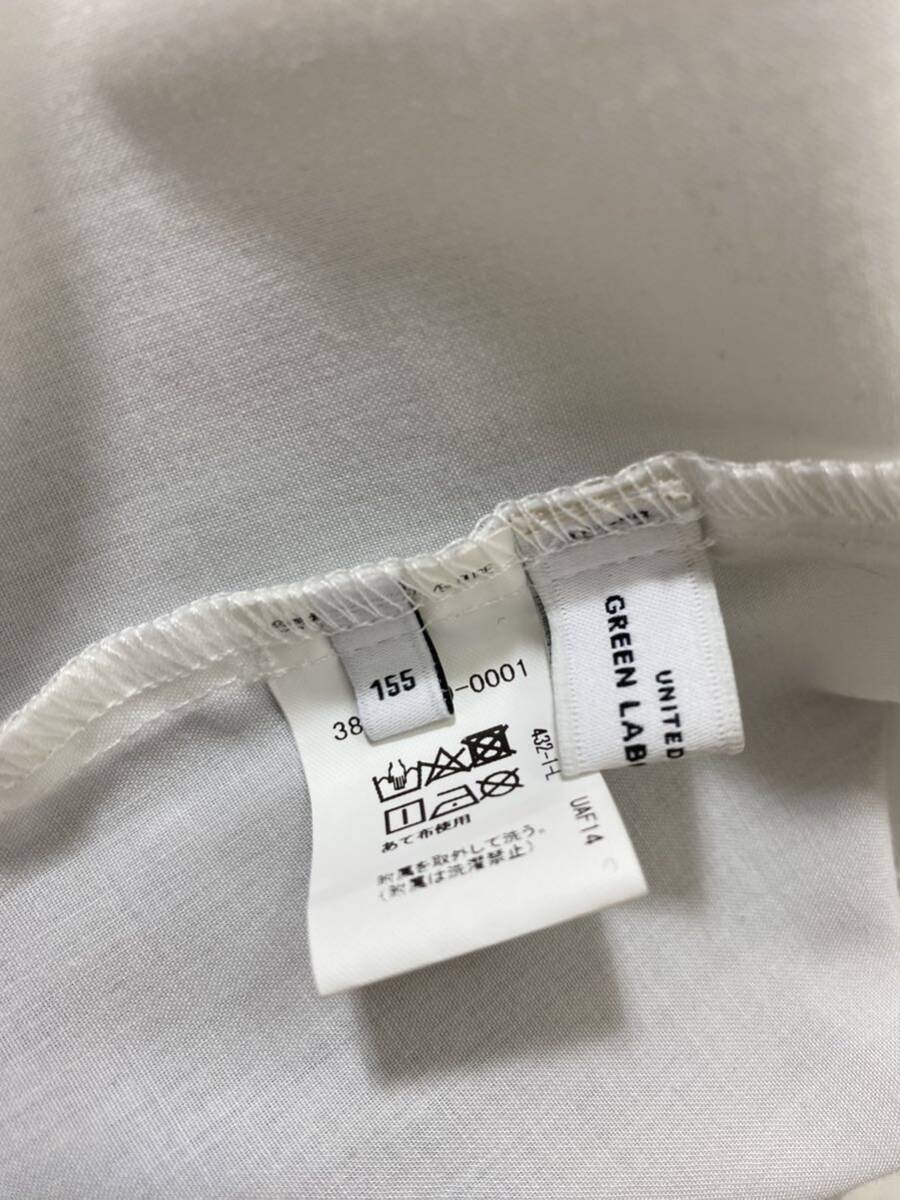 155
38
-0001
432-1-L
UAF14
あて布使用
附属を取外して洗う。
(附属は洗濯禁止)
UNITED
GREEN LAB